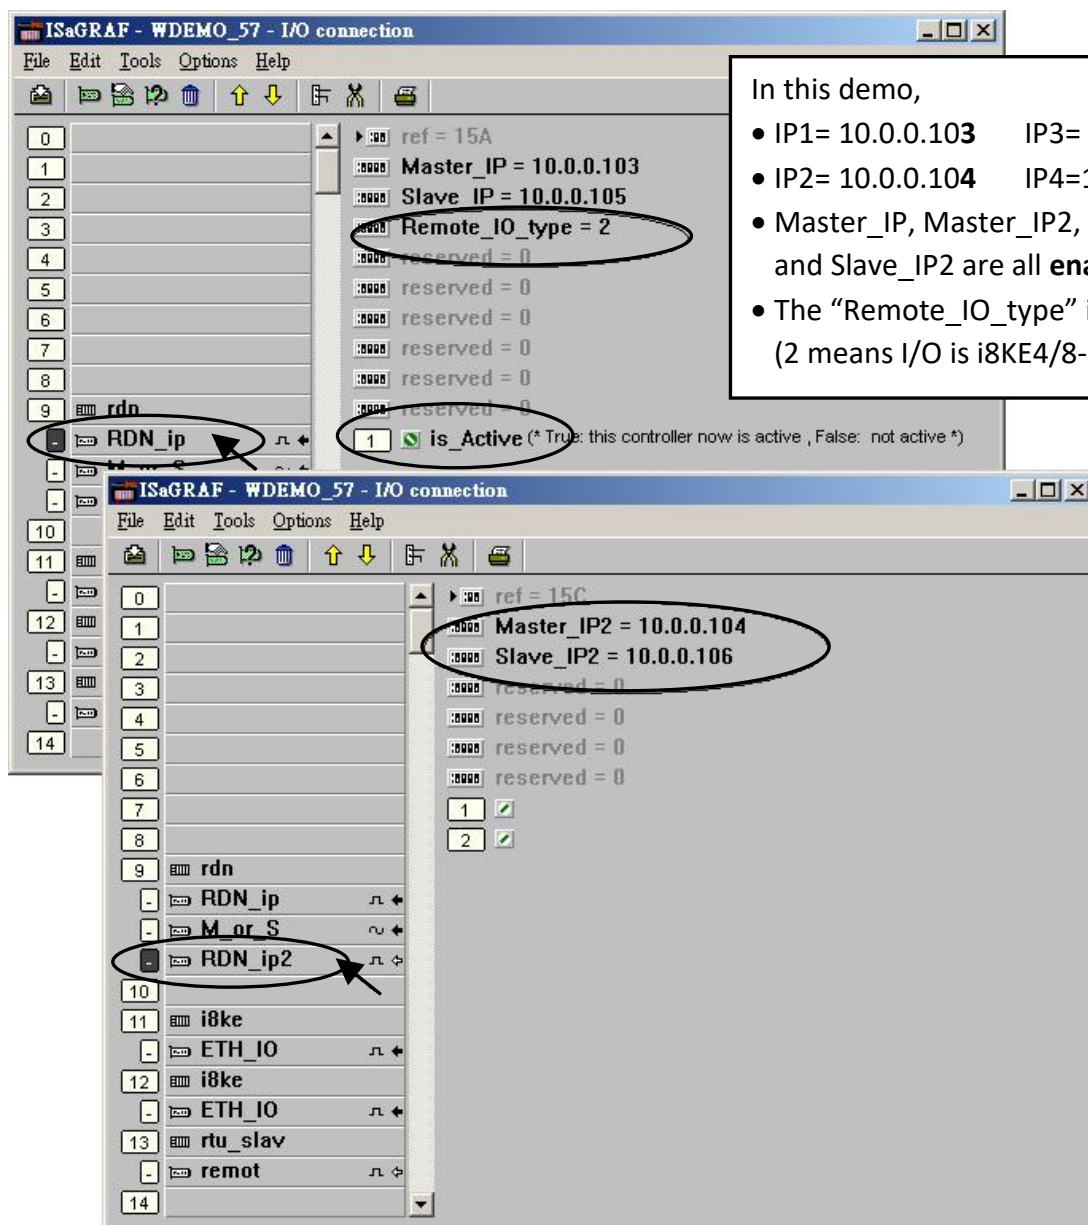 ISaGRAF - WDEMO_57 - I/O connection
File Edit Tools Options Help
In this demo,
• IP1= 10.0.0.103 IP3=
• IP2= 10.0.0.104 IP4=1
• Master_IP, Master_IP2,
and Slave_IP2 are all ena
• The “Remote_IO_type” i
(2 means I/O is i8KE4/8-
0
1
2
3
4
5
6
7
8
9 rdn
- RDN_ip
-
-
10
11
-
12
-
13
-
14
ref = 15A
Master_IP = 10.0.0.103
Slave_IP = 10.0.0.105
Remote_IO_type = 2
reserved = 0
reserved = 0
reserved = 0
reserved = 0
reserved = 0
reserved = 0
1 is_Active (* True: this controller now is active , False: not active *)
ISaGRAF - WDEMO_57 - I/O connection
File Edit Tools Options Help
0
1
2
3
4
5
6
7
8
9 rdn
- RDN_ip
- M_or_S
- RDN_ip2
10
11 i8ke
- ETH_IO
12 i8ke
- ETH_IO
13 rtu_slav
- remot
14
ref = 15C
Master_IP2 = 10.0.0.104
Slave_IP2 = 10.0.0.106
reserved = 0
reserved = 0
reserved = 0
reserved = 0
1
2